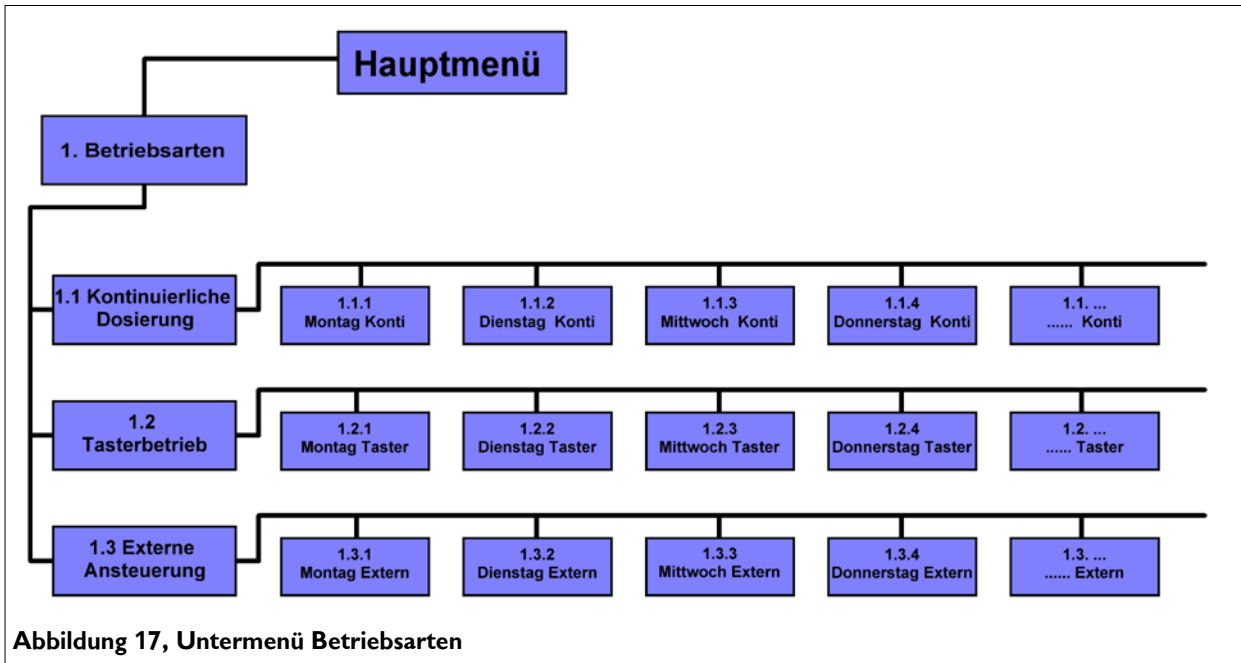 Hauptmenü
1. Betriebsarten
1.1 Kontinuierliche
Dosierung
1.1.1
Montag Konti
1.1.2
Dienstag Konti
1.1.3
Mittwoch Konti
1.1.4
Donnerstag Konti
1.1. ...
...... Konti
1.2
Tasterbetrieb
1.2.1
Montag Taster
1.2.2
Dienstag Taster
1.2.3
Mittwoch Taster
1.2.4
Donnerstag Taster
1.2. ...
...... Taster
1.3 Externe
Ansteuerung
1.3.1
Montag Extern
1.3.2
Dienstag Extern
1.3.3
Mittwoch Extern
1.3.4
Donnerstag Extern
1.3. ...
...... Extern
Abbildung 17, Untermenü Betriebsarten